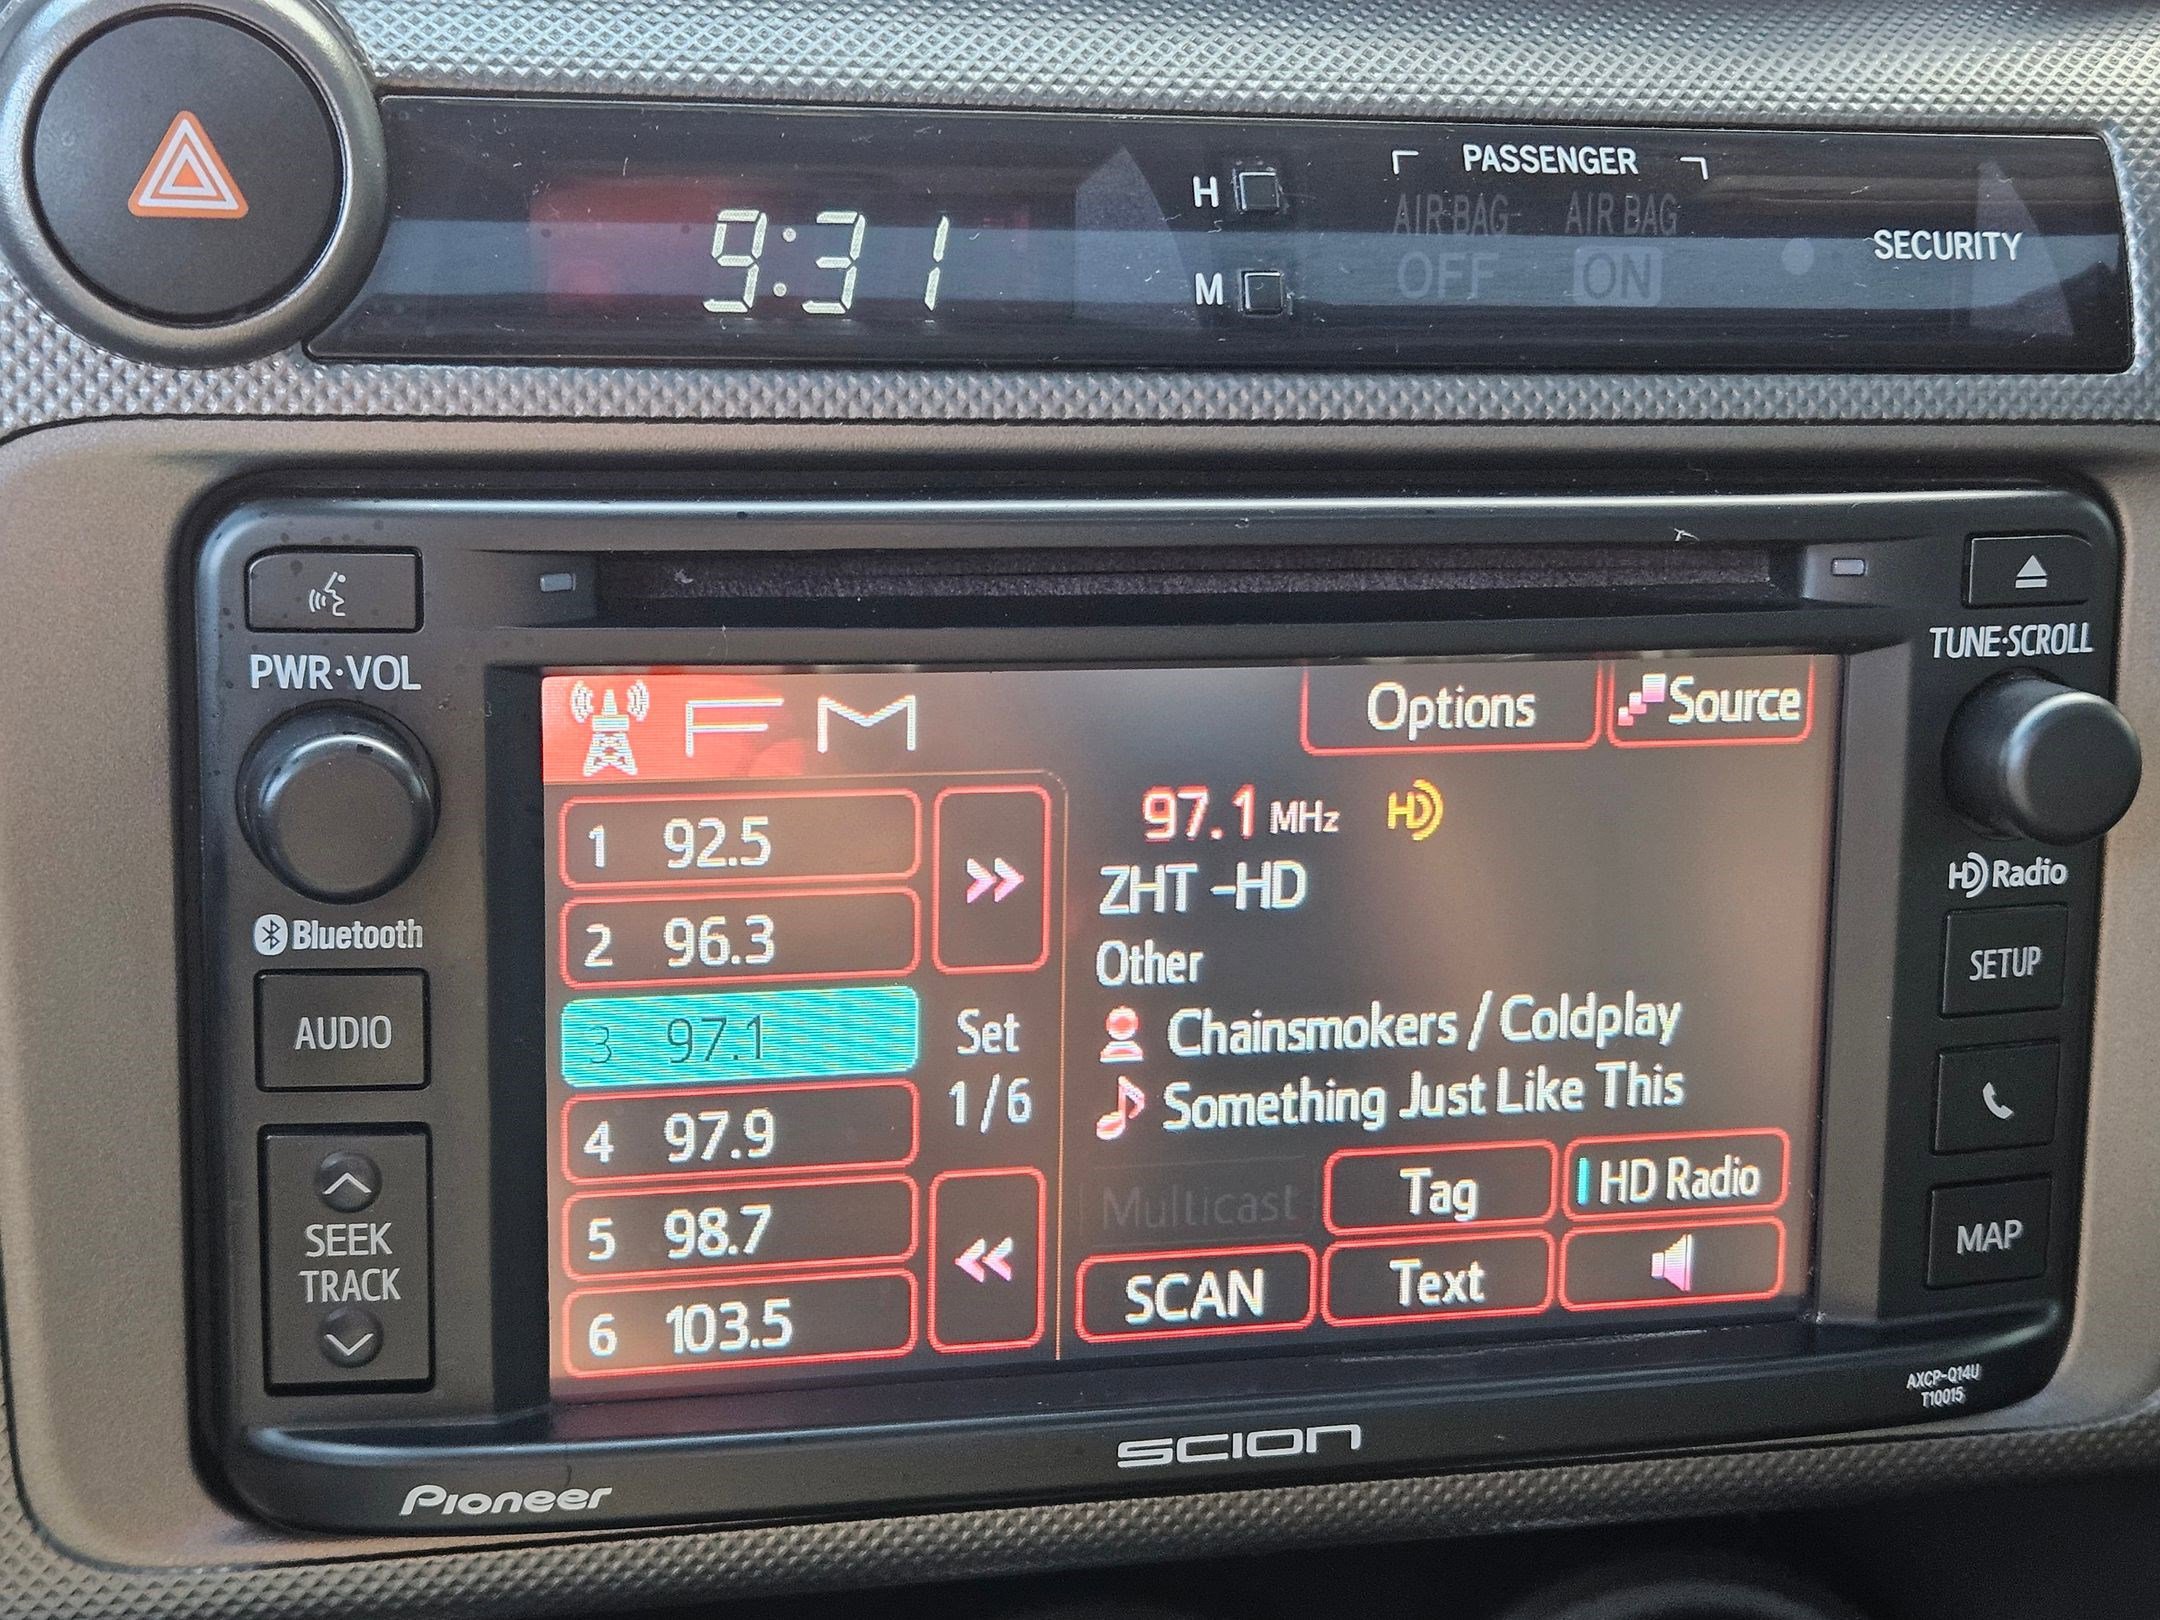 9:31
H
M
PASSENGER
AIR BAG AIR BAG
OFF ON
SECURITY
PWR·VOL
TUNE·SCROLL
Bluetooth
AUDIO
SEEK
TRACK
FM
Options
Source
1 92.5
2 96.3
3 97.1
4 97.9
5 98.7
6 103.5
Set
1/6
97.1 MHz HD
ZHT -HD
Other
Chainsmokers / Coldplay
Something Just Like This
Multicast
Tag
HD Radio
SCAN
Text
HD Radio
SETUP
MAP
AXCP-Q14U
T10015
Pioneer
SCION